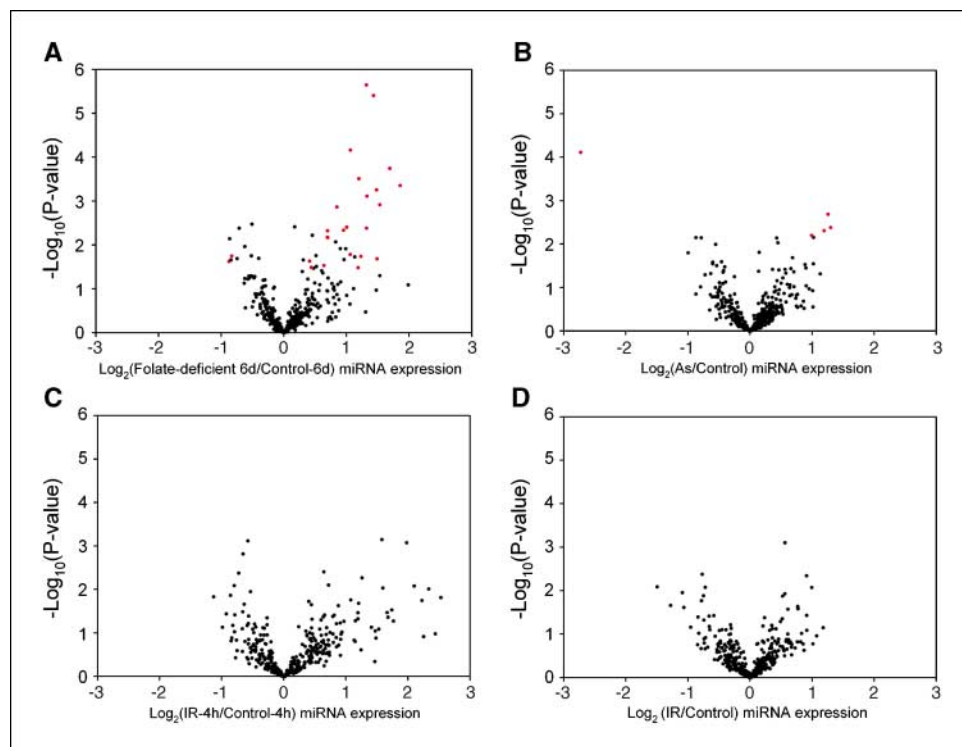 A
6
5
4
3
2
1
0
-3 -2 -1 0 1 2 3
-Log10(P-value)
Log2(Folate-deficient 6d/Control-6d) miRNA expression
B
6
5
4
3
2
1
0
-3 -2 -1 0 1 2 3
-Log10(P-value)
Log2(As/Control) miRNA expression
C
6
5
4
3
2
1
0
-3 -2 -1 0 1 2 3
-Log10(P-value)
Log2(IR-4h/Control-4h) miRNA expression
D
6
5
4
3
2
1
0
-3 -2 -1 0 1 2 3
-Log10(P-value)
Log2 (IR/Control) miRNA expression